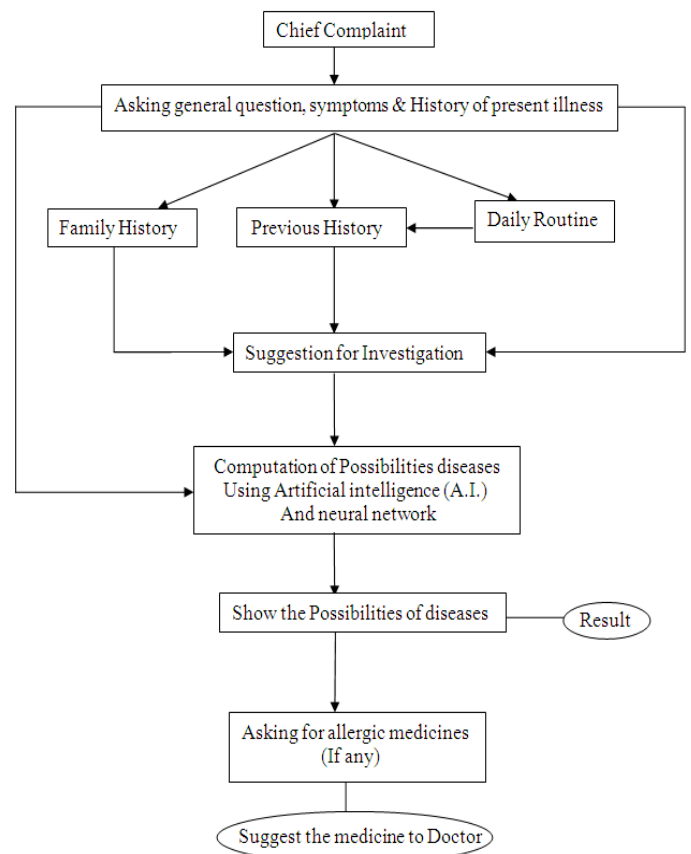 Chief Complaint
Asking general question, symptoms & History of present illness
Family History
Previous History
Daily Routine
Suggestion for Investigation
Computation of Possibilities diseases
Using Artificial intelligence (A.I.)
And neural network
Show the Possibilities of diseases
Result
Asking for allergic medicines
(If any)
Suggest the medicine to Doctor